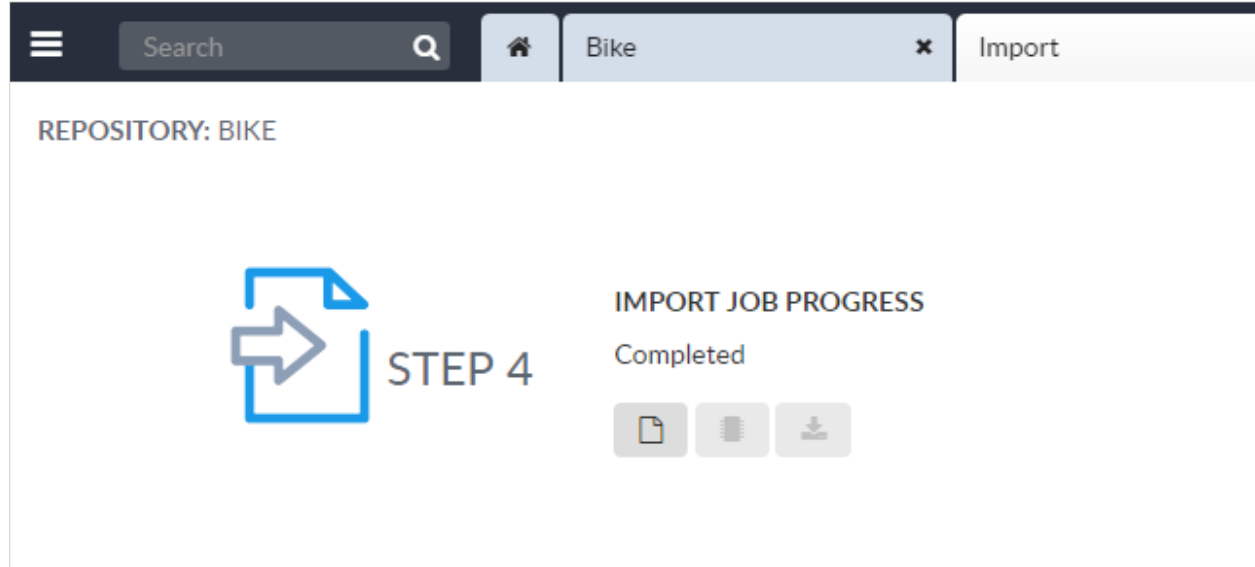 Search
Bike
Import
REPOSITORY: BIKE
STEP 4
IMPORT JOB PROGRESS
Completed